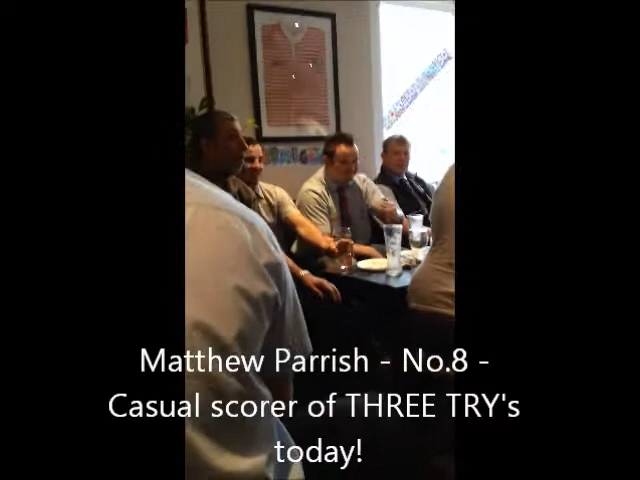 Matthew Parrish - No.8 -
Casual scorer of THREE TRY's
today!